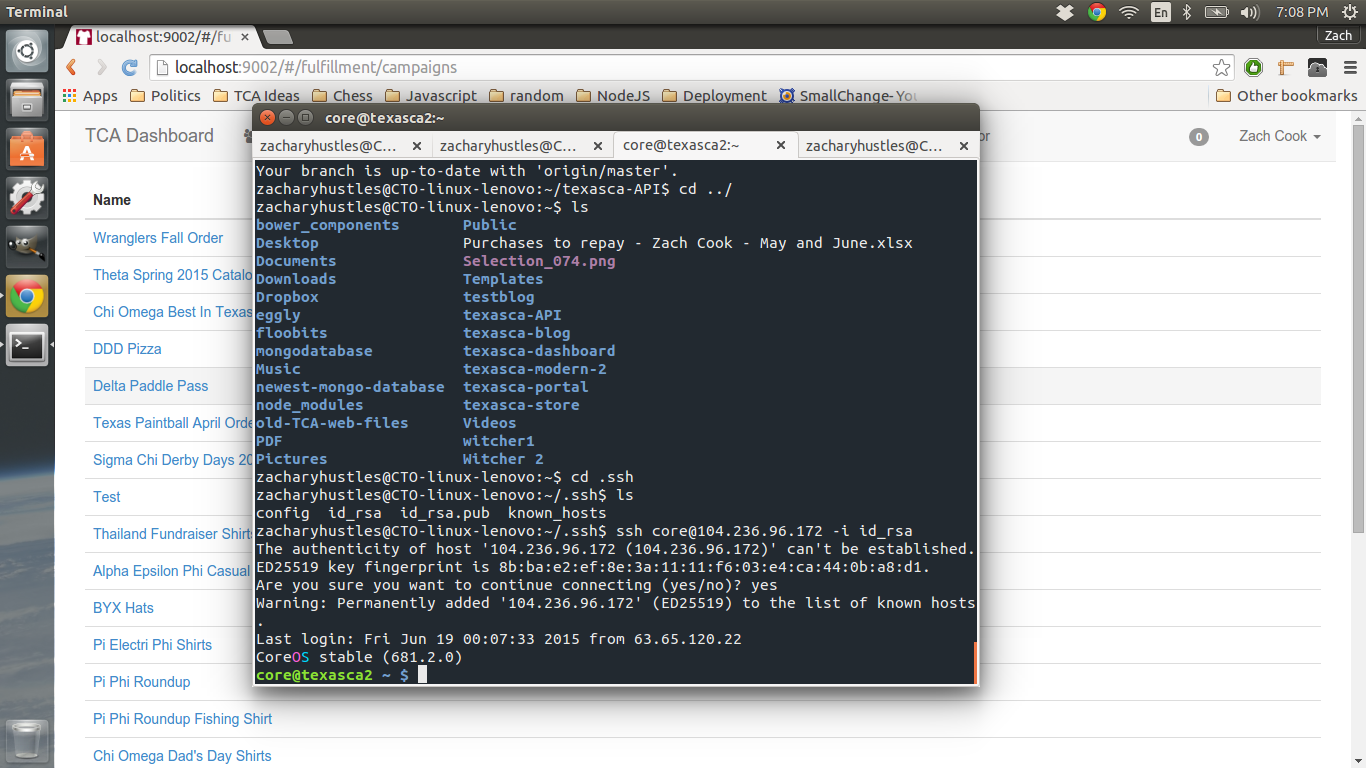 Terminal
En
7:08 PM
localhost:9002/#/fu
Zach
localhost:9002/#/fulfillment/campaigns
Apps Politics TCA Ideas Chess Javascript random NodeJS Deployment SmallChange-You
Other bookmarks
TCA Dashboard
or
0
Zach Cook
Name
Wranglers Fall Order
Theta Spring 2015 Catalo
Chi Omega Best In Texas
DDD Pizza
Delta Paddle Pass
Texas Paintball April Orde
Sigma Chi Derby Days 20
Test
Thailand Fundraiser Shirts
Alpha Epsilon Phi Casual
BYX Hats
Pi Electri Phi Shirts
Pi Phi Roundup
Pi Phi Roundup Fishing Shirt
Chi Omega Dad's Day Shirts
core@texasca2:~
zacharyhustles@C... zacharyhustles@C... core@texasca2:~ zacharyhustles@C...
Your branch is up-to-date with 'origin/master'.
zacharyhustles@CTO-linux-lenovo:~/texasca-API$ cd ../
zacharyhustles@CTO-linux-lenovo:~$ ls
bower_components Public
Desktop Purchases to repay - Zach Cook - May and June.xlsx
Documents Selection_074.png
Downloads Templates
Dropbox testblog
eggly texasca-API
floobits texasca-blog
mongodatabase texasca-dashboard
Music texasca-modern-2
newest-mongo-database texasca-portal
node_modules texasca-store
old-TCA-web-files Videos
PDF witcher1
Pictures Witcher 2
zacharyhustles@CTO-linux-lenovo:~$ cd .ssh
zacharyhustles@CTO-linux-lenovo:~/.ssh$ ls
config id_rsa id_rsa.pub known_hosts
zacharyhustles@CTO-linux-lenovo:~/.ssh$ ssh core@104.236.96.172 -i id_rsa
The authenticity of host '104.236.96.172 (104.236.96.172)' can't be established.
ED25519 key fingerprint is 8b:ba:e2:ef:8e:3a:11:11:f6:03:e4:ca:44:0b:a8:d1.
Are you sure you want to continue connecting (yes/no)? yes
Warning: Permanently added '104.236.96.172' (ED25519) to the list of known hosts
.
Last login: Fri Jun 19 00:07:33 2015 from 63.65.120.22
CoreOS stable (681.2.0)
core@texasca2 ~ $